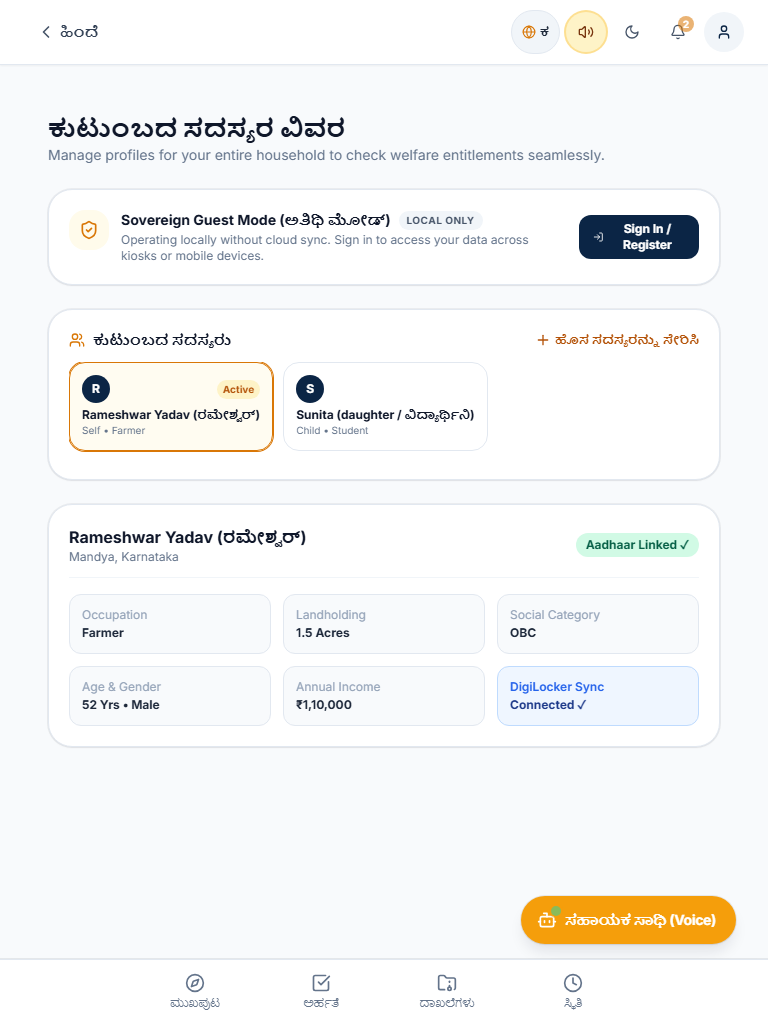 ಹಿಂದೆ
ಕ
2
ಕುಟುಂಬದ ಸದಸ್ಯರ ವಿವರ
Manage profiles for your entire household to check welfare entitlements seamlessly.
Sovereign Guest Mode (ಅತಿಥಿ ಮೋಡ್) LOCAL ONLY
Operating locally without cloud sync. Sign in to access your data across
kiosks or mobile devices.
Sign In /
Register
ಕುಟುಂಬದ ಸದಸ್ಯರು
+ ಹೊಸ ಸದಸ್ಯರನ್ನು ಸೇರಿಸಿ
R
Active
Rameshwar Yadav (ರಮೇಶ್ವರ್)
Self • Farmer
S
Sunita (daughter / ವಿದ್ಯಾರ್ಥಿನಿ)
Child • Student
Rameshwar Yadav (ರಮೇಶ್ವರ್)
Mandya, Karnataka
Aadhaar Linked ✓
Occupation
Farmer
Landholding
1.5 Acres
Social Category
OBC
Age & Gender
52 Yrs • Male
Annual Income
₹1,10,000
DigiLocker Sync
Connected ✓
ಸಹಾಯಕ ಸಾಥಿ (Voice)
ಮುಖಪುಟ
ಅರ್ಹತೆ
ದಾಖಲೆಗಳು
ಸ್ಥಿತಿ